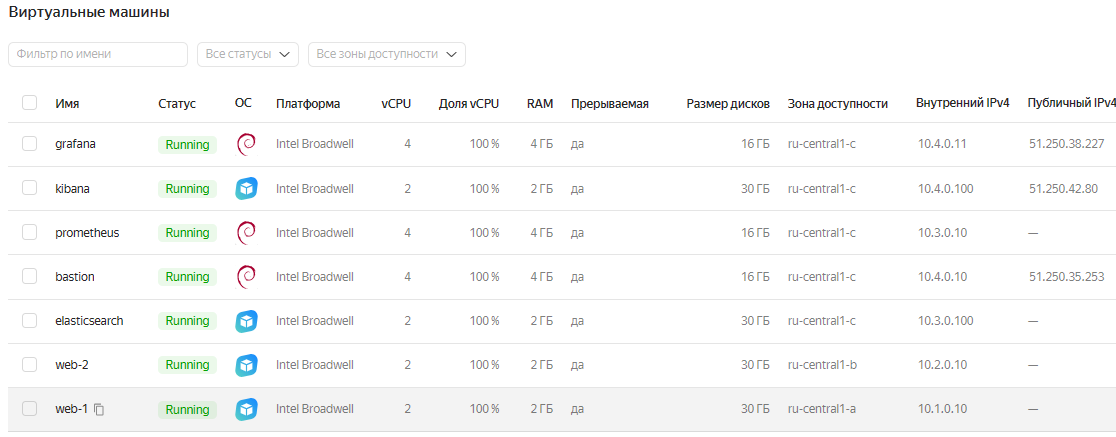 Виртуальные машины
Фильтр по имени Все статусы Все зоны доступности
Имя Статус ОС Платформа vCPU Доля vCPU RAM Прерываемая Размер дисков Зона доступности Внутренний IPv4 Публичный IPv4
grafana Running Intel Broadwell 4 100 % 4 ГБ да 16 ГБ ru-central1-c 10.4.0.11 51.250.38.227
kibana Running Intel Broadwell 2 100 % 2 ГБ да 30 ГБ ru-central1-c 10.4.0.100 51.250.42.80
prometheus Running Intel Broadwell 4 100 % 4 ГБ да 16 ГБ ru-central1-c 10.3.0.10 —
bastion Running Intel Broadwell 4 100 % 4 ГБ да 16 ГБ ru-central1-c 10.4.0.10 51.250.35.253
elasticsearch Running Intel Broadwell 2 100 % 2 ГБ да 30 ГБ ru-central1-c 10.3.0.100 —
web-2 Running Intel Broadwell 2 100 % 2 ГБ да 30 ГБ ru-central1-b 10.2.0.10 —
web-1 Running Intel Broadwell 2 100 % 2 ГБ да 30 ГБ ru-central1-a 10.1.0.10 —